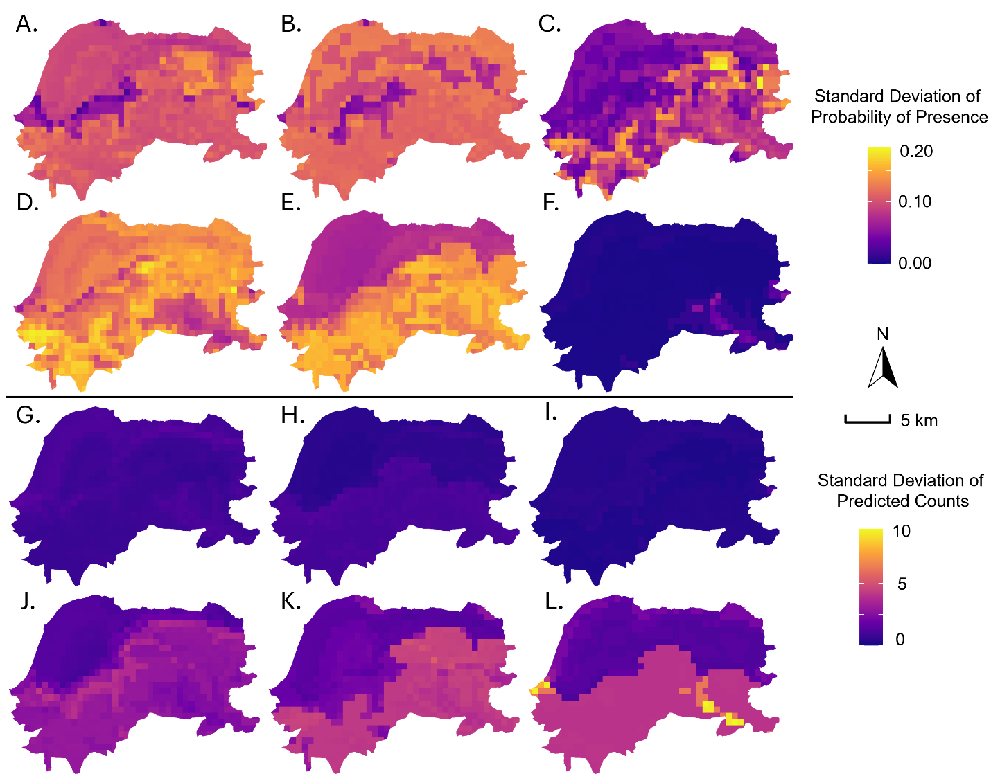 A.
B.
C.
Standard Deviation of
Probability of Presence
0.20
0.10
0.00
D.
E.
F.
N
5 km
G.
H.
I.
Standard Deviation of
Predicted Counts
10
5
0
J.
K.
L.